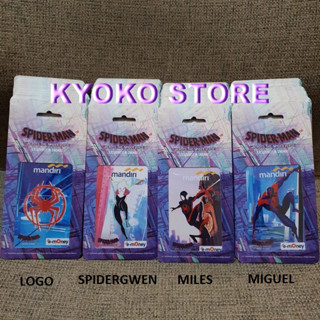 KYOKO STORE
SPIDER-MAN
SPIDER-MAN
SPIDER-MAN
SPIDER-MAN
mandiri
mandiri
mandiri
mandiri
e-money
e-money
e-money
e-money
LOGO
SPIDERGWEN
MILES
MIGUEL